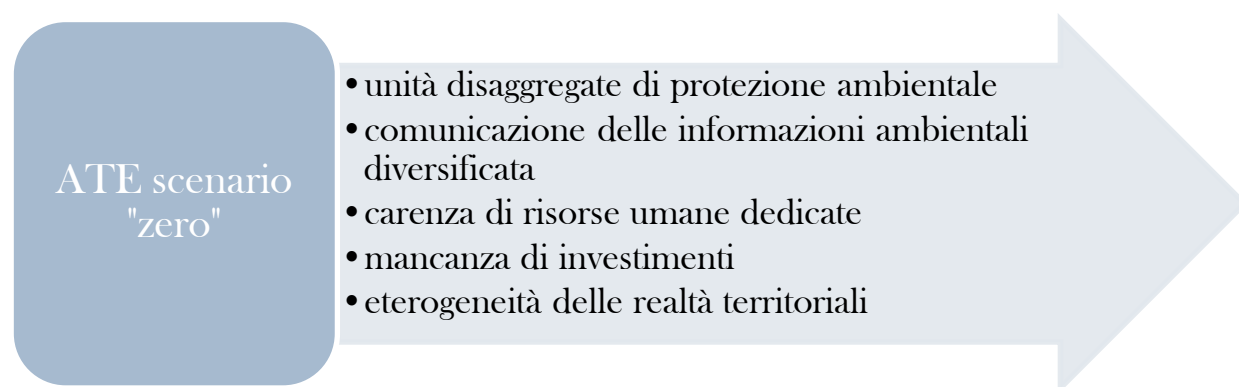 ATE scenario
"zero"
•unità disaggregate di protezione ambientale
•comunicazione delle informazioni ambientali
diversificata
•carenza di risorse umane dedicate
•mancanza di investimenti
•eterogeneità delle realtà territoriali